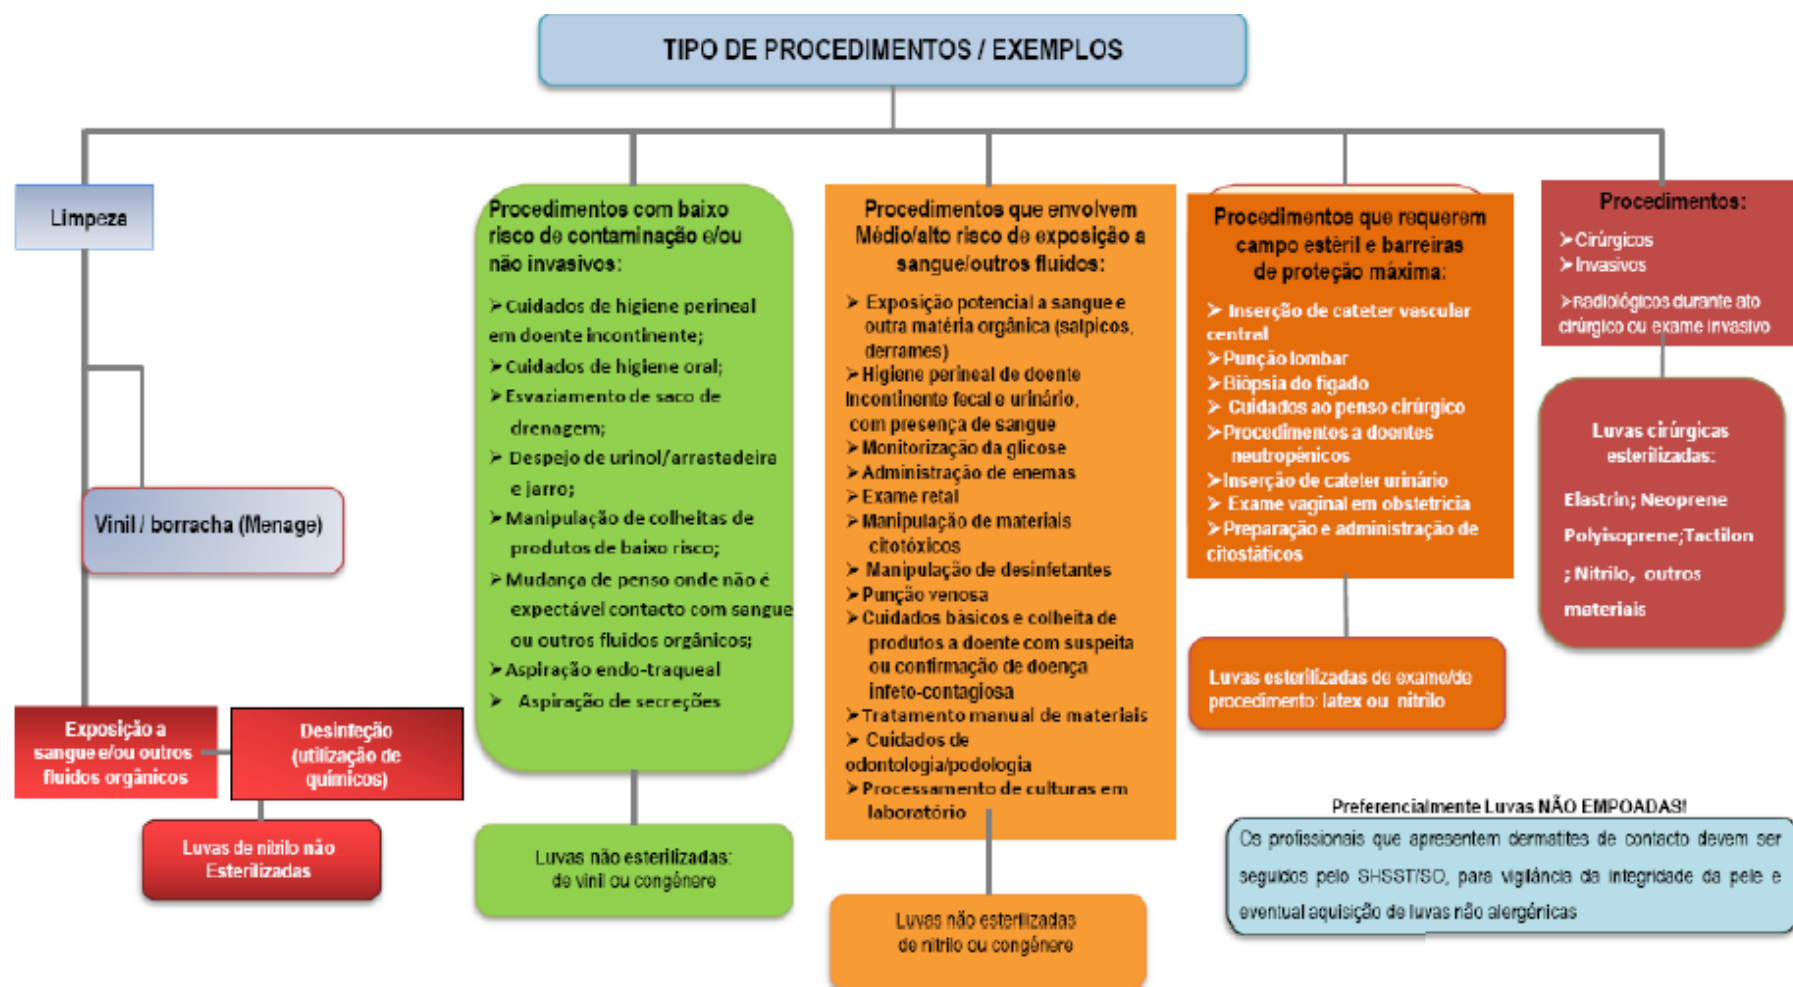 TIPO DE PROCEDIMENTOS / EXEMPLOS
Limpeza
Vinil / borracha (Menage)
Exposição a
sangue e/ou outros
fluidos orgânicos
Desinfeção
(utilização de
químicos)
Luvas de nitrilo não
Esterilizadas
Procedimentos com baixo
risco de contaminação e/ou
não invasivos:
➢Cuidados de higiene perineal
em doente incontinente;
➢Cuidados de higiene oral;
➢Esvaziamento de saco de
drenagem;
➢Despejo de urinol/arrastadeira
e jarro;
➢Manipulação de colheitas de
produtos de baixo risco;
➢Mudança de penso onde não é
expectável contacto com sangue
ou outros fluidos orgânicos;
➢Aspiração endo-traqueal
➢ Aspiração de secreções
Luvas não esterilizadas:
de vinil ou congénere
Procedimentos que envolvem
Médio/alto risco de exposição a
sangue/outros fluidos:
➢ Exposição potencial a sangue e
outra matéria orgânica (salpicos,
derrames)
➢Higiene perineal de doente
Incontinente fecal e urinário,
com presença de sangue
➢Monitorização da glicose
➢Administração de enemas
➢Exame retal
➢Manipulação de materiais
citotóxicos
➢ Manipulação de desinfetantes
➢Punção venosa
➢Cuidados básicos e colheita de
produtos a doente com suspeita
ou confirmação de doença
infeto-contagiosa
➢Tratamento manual de materiais
➢ Cuidados de
odontologia/podologia
➢Processamento de culturas em
laboratório
Luvas não esterilizadas
de nitrilo ou congénere
Procedimentos que requerem
campo estéril e barreiras
de proteção máxima:
➢ Inserção de cateter vascular
central
➢Punção lombar
➢Biópsia do fígado
➢ Cuidados ao penso cirúrgico
➢Procedimentos a doentes
neutropénicos
➢Inserção de cateter urinário
➢ Exame vaginal em obstetrícia
➢Preparação e administração de
citostáticos
Luvas esterilizadas de exame/de
procedimento: latex ou nitrilo
Procedimentos:
➢Cirúrgicos
➢Invasivos
➢Radiológicos durante ato
cirúrgico ou exame invasivo
Luvas cirúrgicas
esterilizadas:
Elastrin; Neoprene
Polyisoprene;Tactilon
; Nitrilo, outros
materiais
Preferencialmente Luvas NÃO EMPOADAS!
Os profissionais que apresentem dermatites de contacto devem ser
seguidos pelo SHSST/SO, para vigilância da integridade da pele e
eventual aquisição de luvas não alergénicas